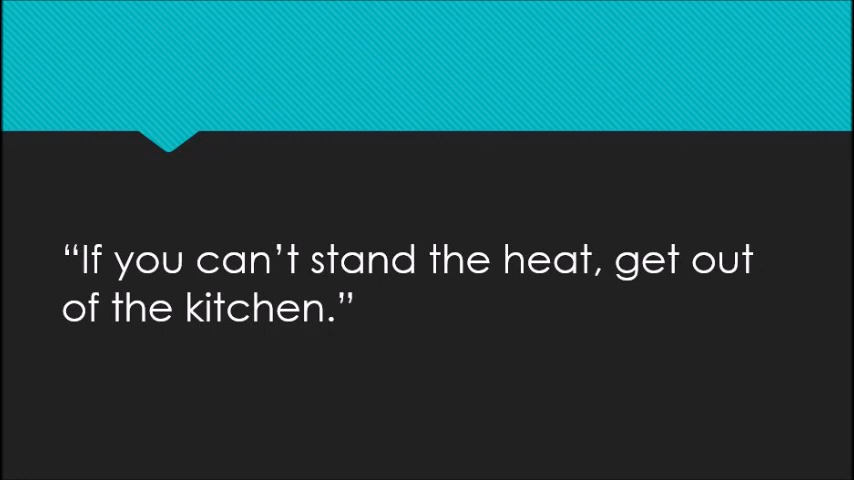 “If you can’t stand the heat, get out
of the kitchen.”